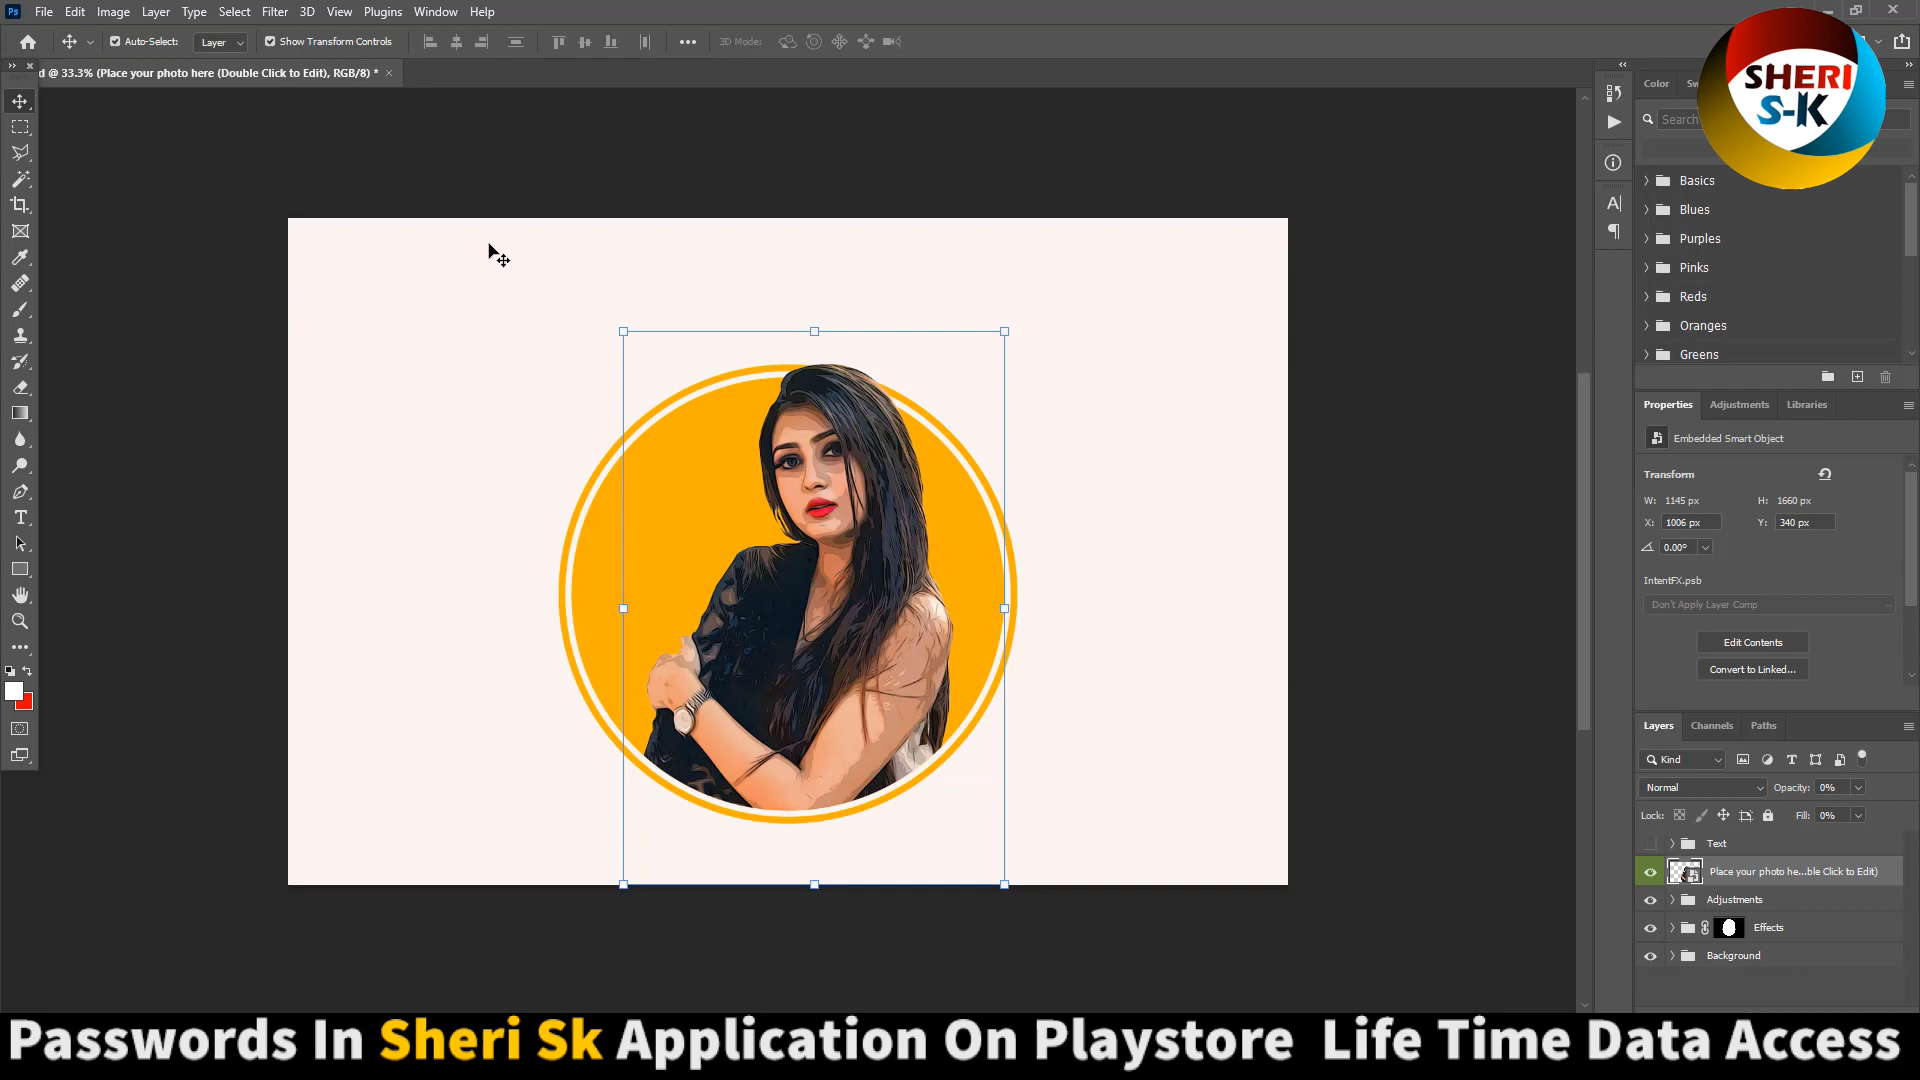 Ps File Edit Image Layer Type Select Filter 3D View Plugins Window Help
Auto-Select: Layer Show Transform Controls 3D Mode:
d @ 33.3% (Place your photo here (Double Click to Edit), RGB/8) *
SHERI
S-K
Color Sw
Search
Basics
Blues
Purples
Pinks
Reds
Oranges
Greens
Properties Adjustments Libraries
Embedded Smart Object
Transform
W: 1145 px H: 1660 px
X: 1006 px Y: 340 px
0.00°
IntentFX.psb
Don't Apply Layer Comp
Edit Contents
Convert to Linked...
Layers Channels Paths
Kind
Normal Opacity: 0%
Lock: Fill: 0%
Text
Place your photo he...ble Click to Edit)
Adjustments
Effects
Background
Passwords In Sheri Sk Application On Playstore Life Time Data Access